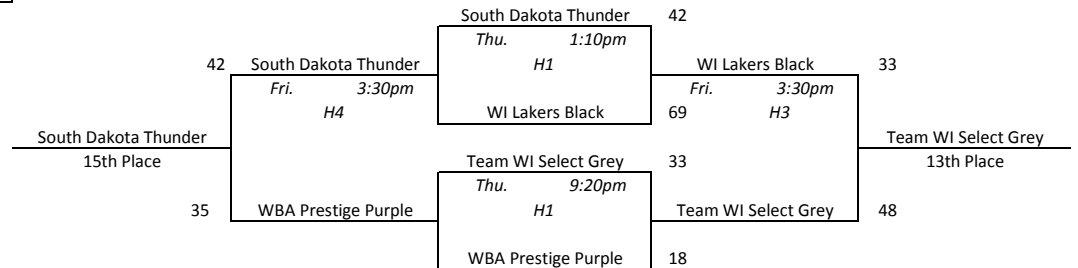 South Dakota Thunder 42
Thu. 1:10pm
42 South Dakota Thunder H1 WI Lakers Black 33
Fri. 3:30pm Fri. 3:30pm
H4 WI Lakers Black 69 H3
South Dakota Thunder Team WI Select Grey
15th Place Team WI Select Grey 33 13th Place
Thu. 9:20pm
35 WBA Prestige Purple H1 Team WI Select Grey 48
WBA Prestige Purple 18